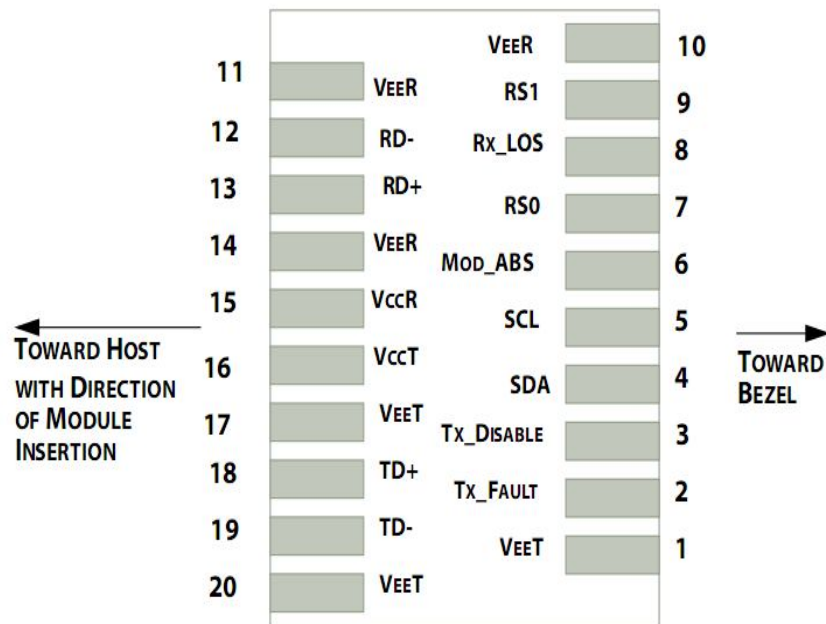 11 VEER
12 RD-
13 RD+
14 VEER
15 VCCR
16 VCCT
17 VEET
18 TD+
19 TD-
20 VEET
VEER 10
RS1 9
RX_LOS 8
RS0 7
MOD_ABS 6
SCL 5
SDA 4
TX_DISABLE 3
TX_FAULT 2
VEET 1
TOWARD HOST
WITH DIRECTION
OF MODULE
INSERTION
TOWARD
BEZEL